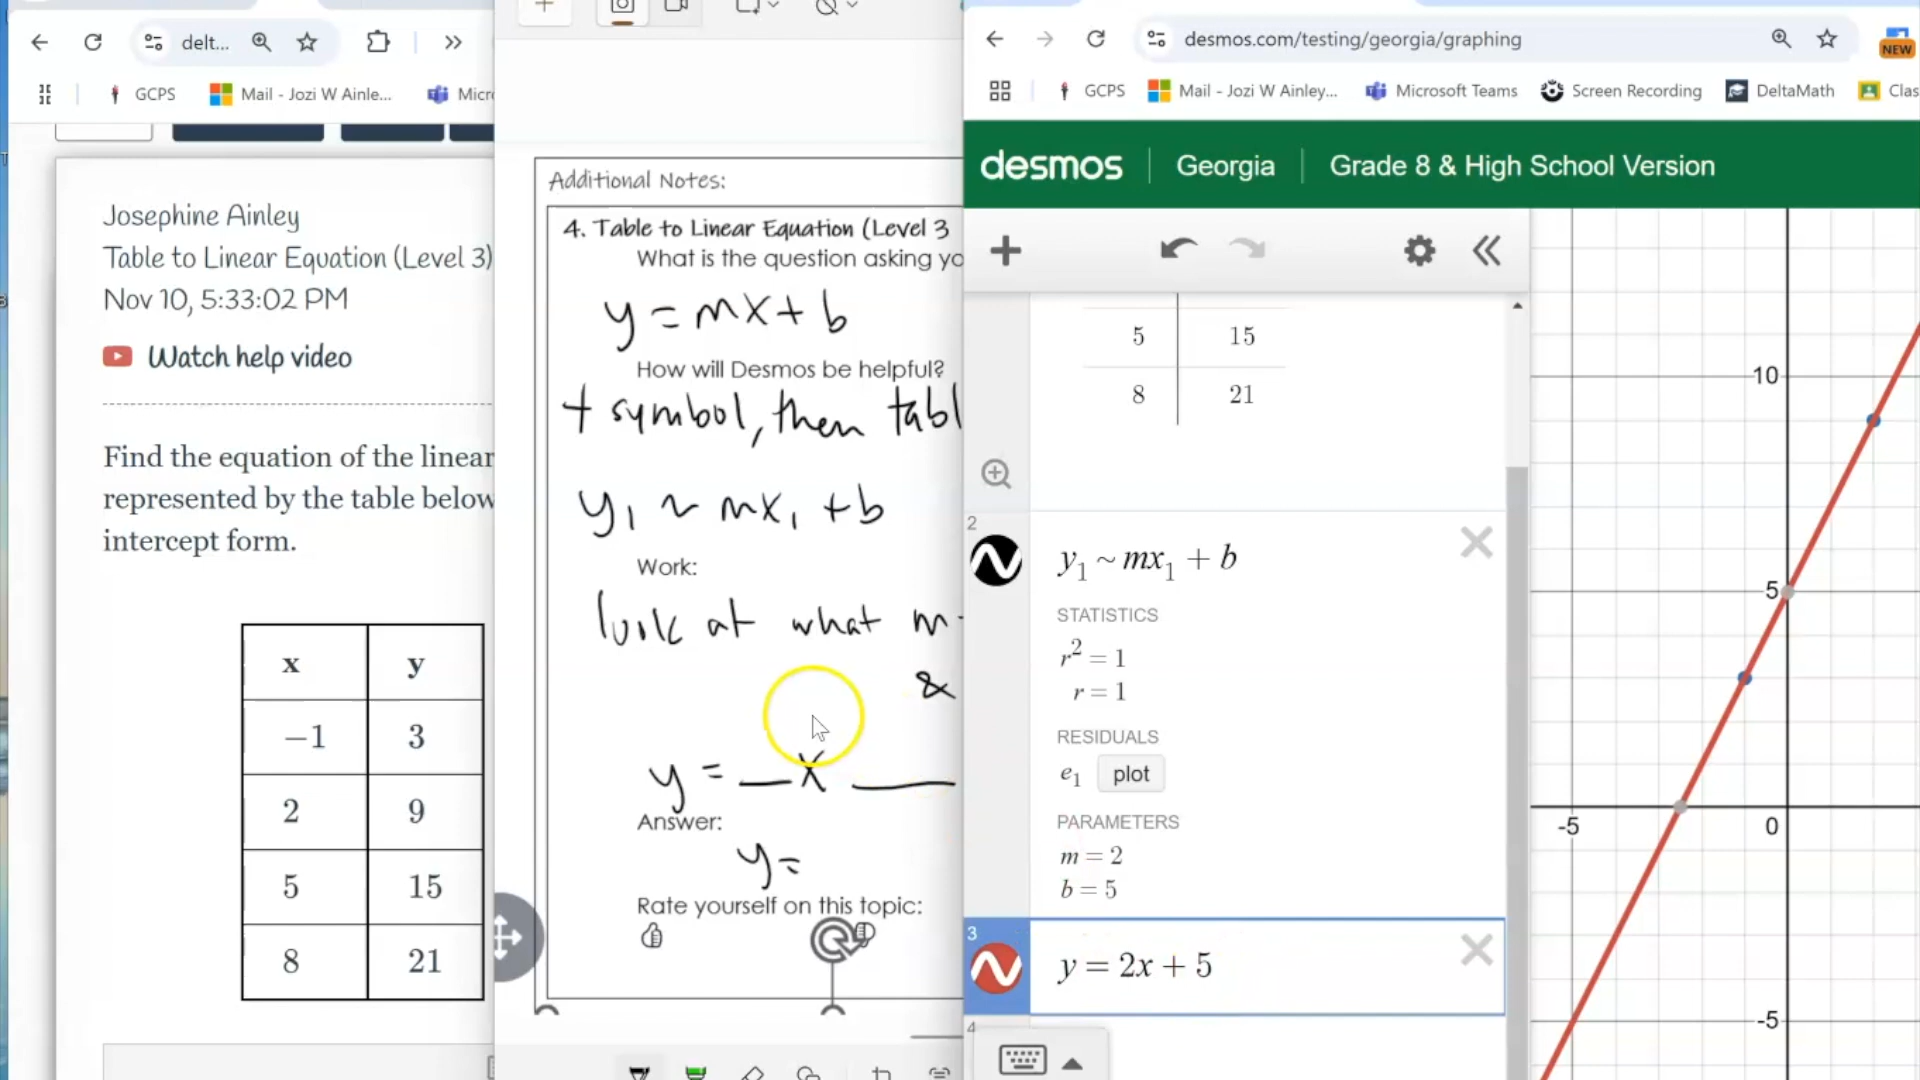 delt...
GCPS
Mail - Jozi W Ainle...
Josephine Ainley
Table to Linear Equation (Level 3)
Nov 10, 5:33:02 PM
Watch help video
Find the equation of the linear
represented by the table below
intercept form.
x y
−1 3
2 9
5 15
8 21
Additional Notes:
4. Table to Linear Equation (Level 3
What is the question asking yo
y = mx + b
How will Desmos be helpful?
+ symbol, then tabl
y₁ ~ mx₁ + b
Work:
look at what m
&
y = __x ____
Answer:
y=
Rate yourself on this topic:
desmos.com/testing/georgia/graphing
NEW
GCPS
Mail - Jozi W Ainley...
Microsoft Teams
Screen Recording
DeltaMath
Clas
desmos
Georgia
Grade 8 & High School Version
5 15
8 21
2
y₁ ~ mx₁ + b
STATISTICS
r² = 1
r = 1
RESIDUALS
e₁ plot
PARAMETERS
m = 2
b = 5
3
y = 2x + 5
4
10
5
-5
0
-5